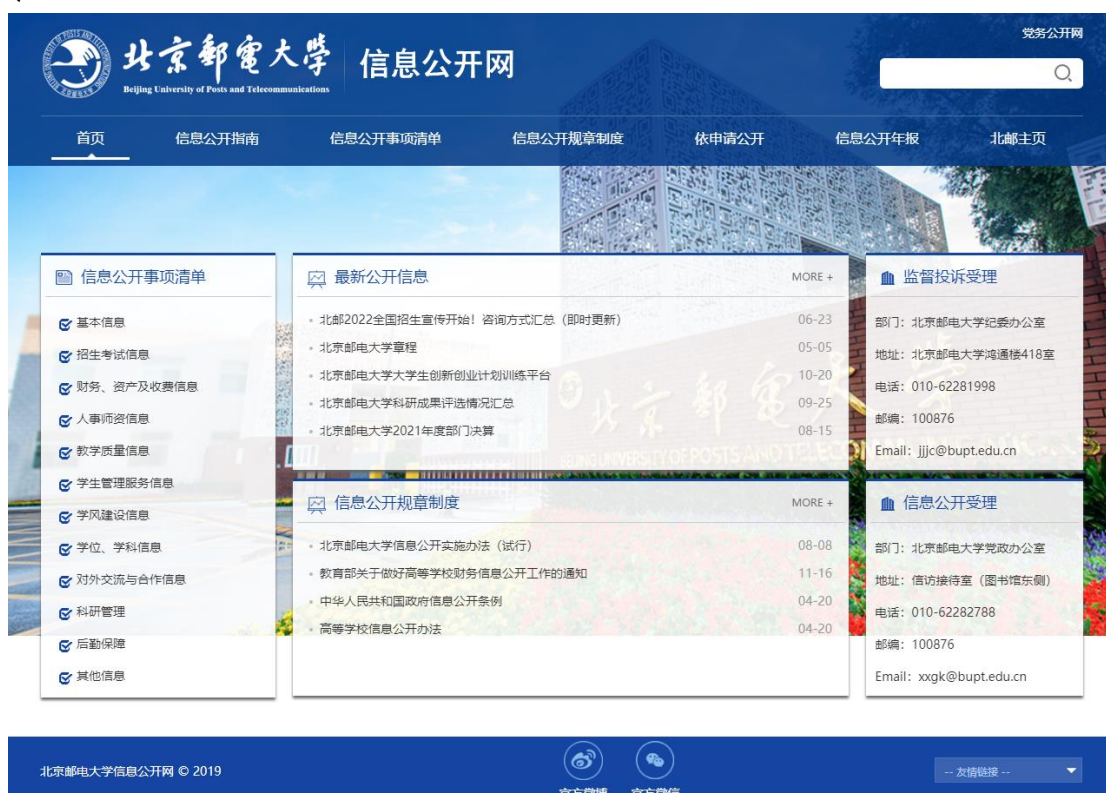 党务公开网
北京郵電大學
信息公开网
Beijing University of Posts and Telecommunications
首页 信息公开指南 信息公开事项清单 信息公开规章制度 依申请公开 信息公开年报 北邮主页
信息公开事项清单
基本信息
招生考试信息
财务、资产及收费信息
人事师资信息
教学质量信息
学生管理服务信息
学风建设信息
学位、学科信息
对外交流与合作信息
科研管理
后勤保障
其他信息
最新公开信息 MORE +
北邮2022全国招生宣传开始！咨询方式汇总（即时更新） 06-23
北京邮电大学章程 05-05
北京邮电大学大学生创新创业计划训练平台 10-20
北京邮电大学科研成果评选情况汇总 09-25
北京邮电大学2021年度部门决算 08-15
信息公开规章制度 MORE +
北京邮电大学信息公开实施办法（试行） 08-08
教育部关于做好高等学校财务信息公开工作的通知 11-16
中华人民共和国政府信息公开条例 04-20
高等学校信息公开办法 04-20
监督投诉受理
部门：北京邮电大学纪委办公室
地址：北京邮电大学鸿通楼418室
电话：010-62281998
邮编：100876
Email：jjjc@bupt.edu.cn
信息公开受理
部门：北京邮电大学党政办公室
地址：信访接待室（图书馆东侧）
电话：010-62282788
邮编：100876
Email：xxgk@bupt.edu.cn
北京邮电大学信息公开网 © 2019
官方微博 官方微信
-- 友情链接 --